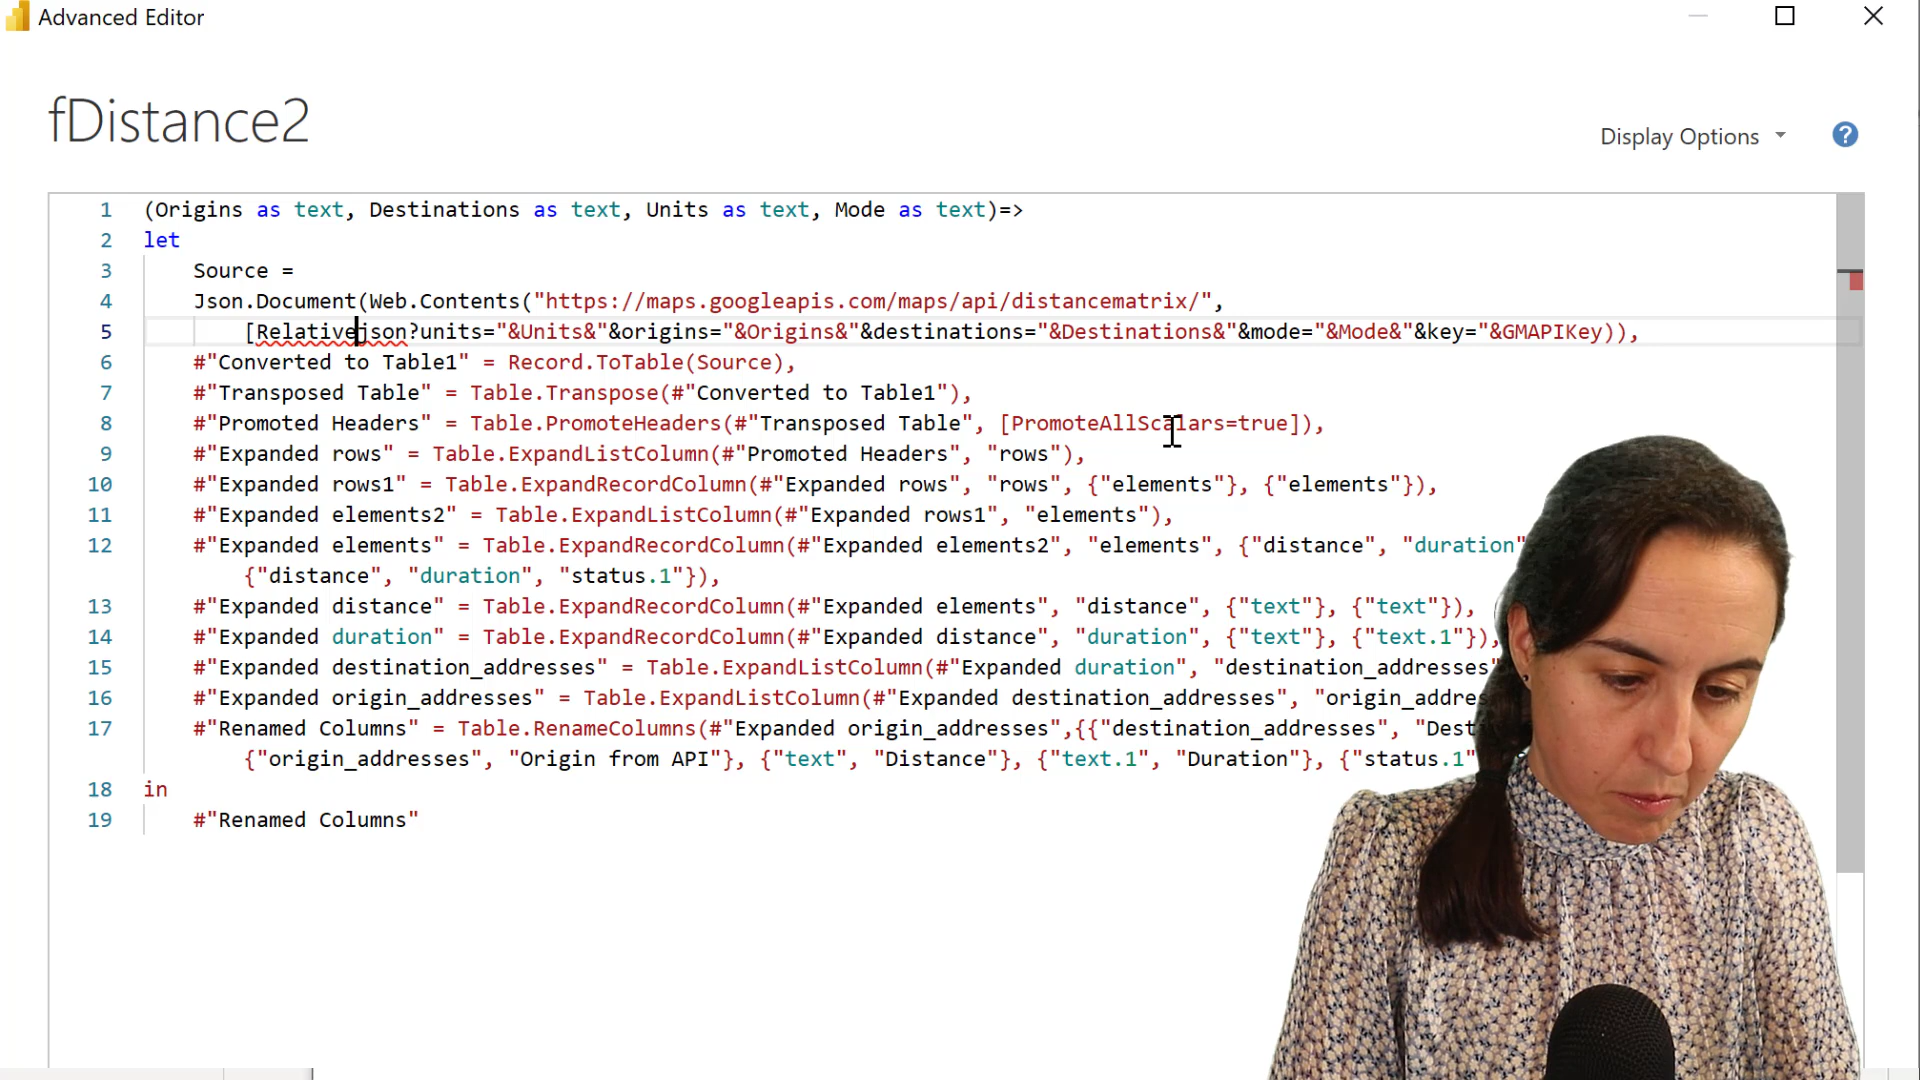 Advanced Editor
fDistance2
Display Options
?
1 (Origins as text, Destinations as text, Units as text, Mode as text)=>
2 let
3 Source =
4 Json.Document(Web.Contents("https://maps.googleapis.com/maps/api/distancematrix/",
5 [Relativejson?units="&Units&"&origins="&Origins&"&destinations="&Destinations&"&mode="&Mode&"&key="&GMAPIKey)),
6 #"Converted to Table1" = Record.ToTable(Source),
7 #"Transposed Table" = Table.Transpose(#"Converted to Table1"),
8 #"Promoted Headers" = Table.PromoteHeaders(#"Transposed Table", [PromoteAllScalars=true]),
9 #"Expanded rows" = Table.ExpandListColumn(#"Promoted Headers", "rows"),
10 #"Expanded rows1" = Table.ExpandRecordColumn(#"Expanded rows", "rows", {"elements"}, {"elements"}),
11 #"Expanded elements2" = Table.ExpandListColumn(#"Expanded rows1", "elements"),
12 #"Expanded elements" = Table.ExpandRecordColumn(#"Expanded elements2", "elements", {"distance", "duration"
{"distance", "duration", "status.1"}),
13 #"Expanded distance" = Table.ExpandRecordColumn(#"Expanded elements", "distance", {"text"}, {"text"}),
14 #"Expanded duration" = Table.ExpandRecordColumn(#"Expanded distance", "duration", {"text"}, {"text.1"}),
15 #"Expanded destination_addresses" = Table.ExpandListColumn(#"Expanded duration", "destination_addresses"
16 #"Expanded origin_addresses" = Table.ExpandListColumn(#"Expanded destination_addresses", "origin_addres
17 #"Renamed Columns" = Table.RenameColumns(#"Expanded origin_addresses",{{"destination_addresses", "Dest
{"origin_addresses", "Origin from API"}, {"text", "Distance"}, {"text.1", "Duration"}, {"status.1"
18 in
19 #"Renamed Columns"